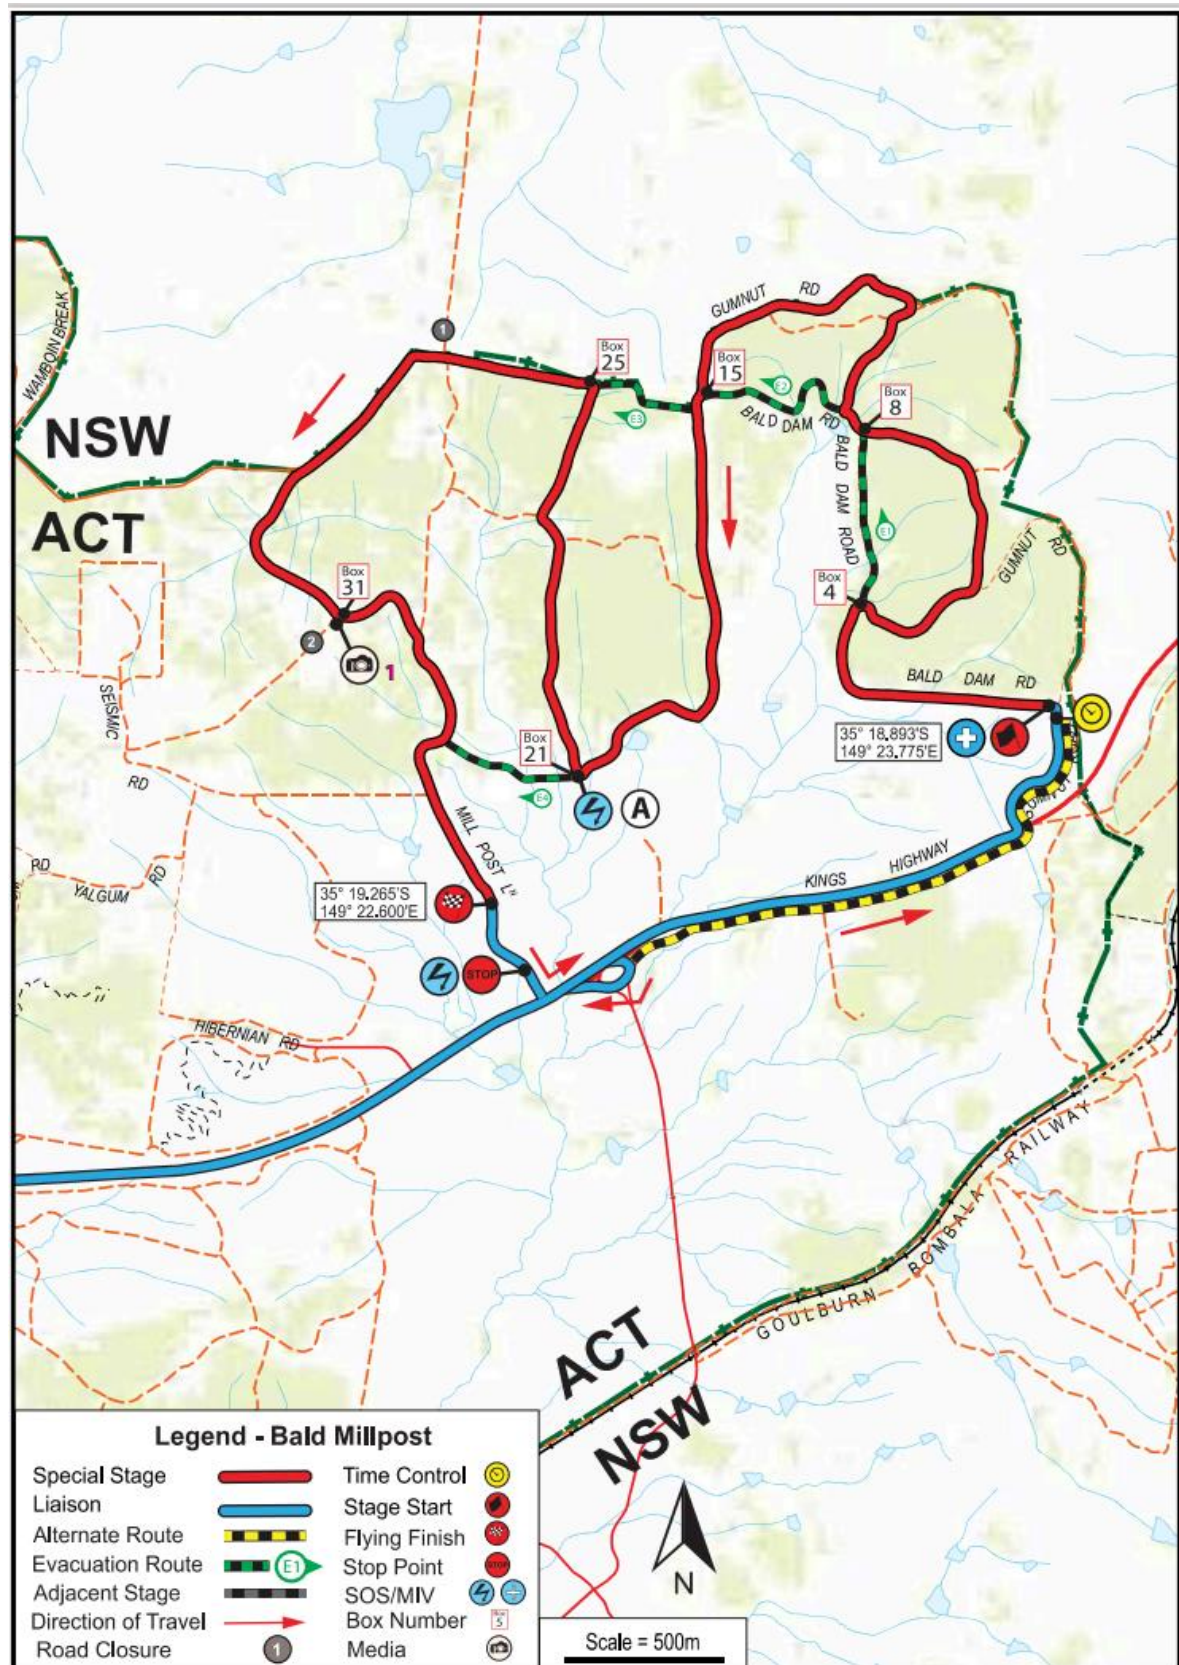 1
GUMNUT RD
Box
25
Box
15
E2
BALD DAM RD
E3
Box
8
WAMBOIN BREAK
NSW
ACT
BALD DAM ROAD
E1
GUMNUT RD
Box
31
Box
4
2
1
SEISMIC
RD
BALD DAM RD
35° 18.893'S
149° 23.775'E
Box
21
E4
A
MILL POST LN
KINGS HIGHWAY
RD
YALGUM RD
35° 19.265'S
149° 22.600'E
STOP
HIBERNIAN RD
GOULBURN BOMBALA RAILWAY
ACT
NSW
N
Legend - Bald Millpost
Special Stage
Time Control
Liaison
Stage Start
Alternate Route
Flying Finish
Evacuation Route
E1
Stop Point
STOP
Adjacent Stage
SOS/MIV
Direction of Travel
Box Number
Box
5
Road Closure
1
Media
Scale = 500m